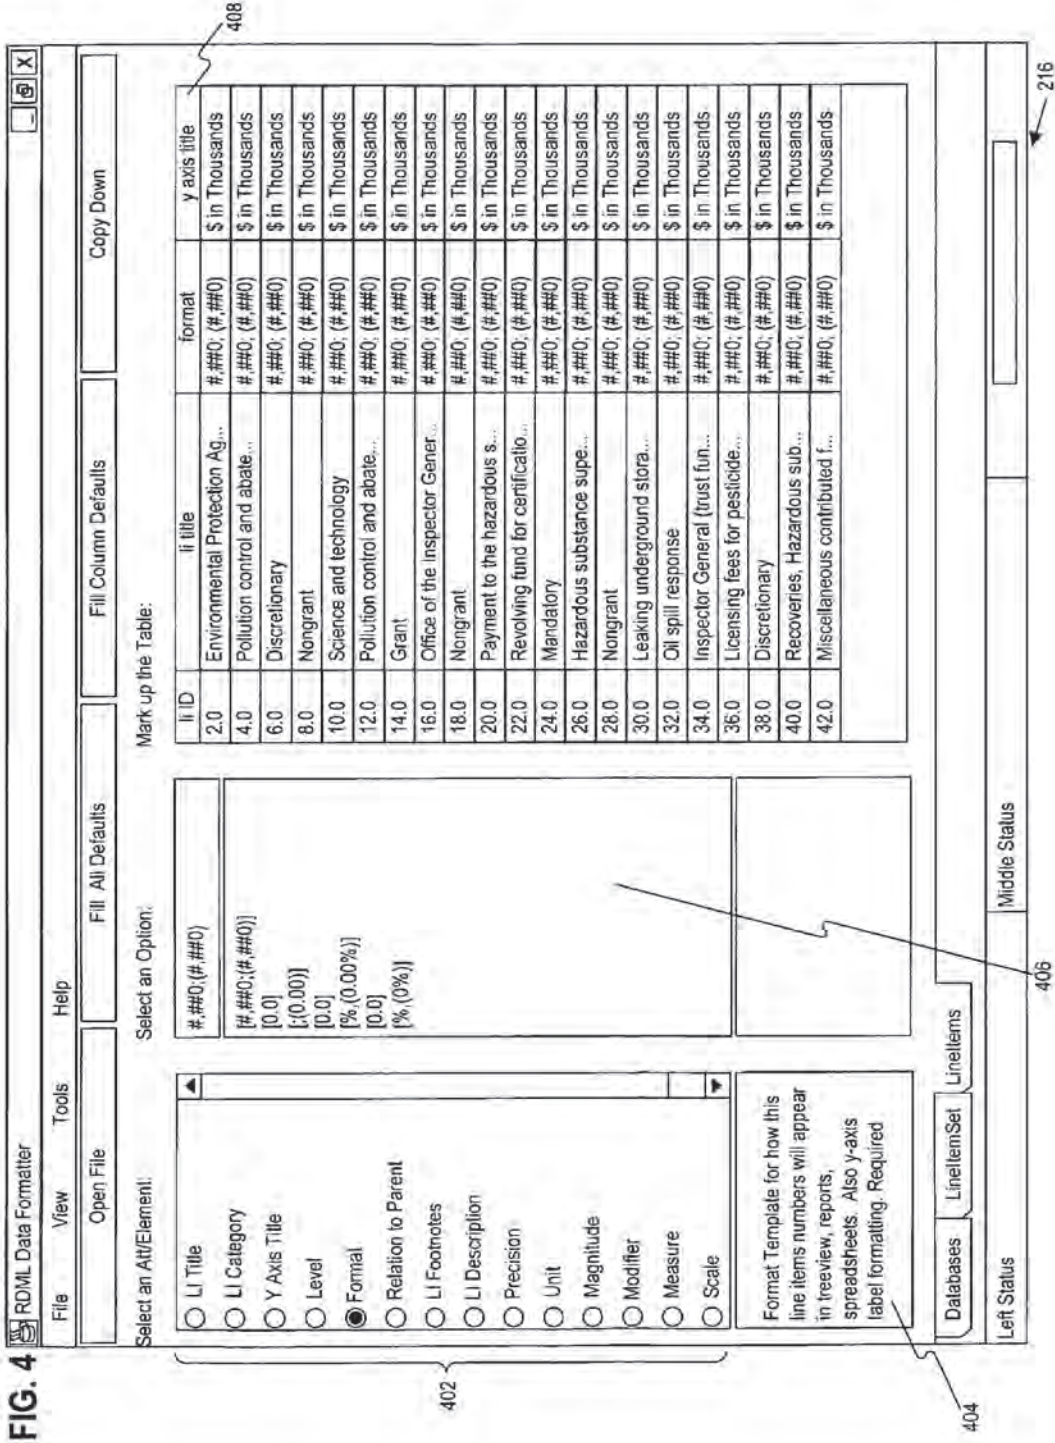 FIG. 4
RDML Data Formatter
_ X
File View Tools Help
Open File Fill All Defaults Fill Column Defaults Copy Down
Select an Att/Element:
LI Title
LI Category
Y Axis Title
Level
Formal
Relation to Parent
LI Footnotes
LI Description
Precision
Unit
Magnitude
Modifier
Measure
Scale
402
Format Template for how this
line items numbers will appear
in treeview, reports,
spreadsheets. Also y-axis
label formatting. Required
404
Select an Option:
#,##0;(#,##0)
[#,##0;(#,##0)]
[0.0]
[;(0.00)]
[0.0]
[%,(0.00%)]
[0.0]
[%,(0%)]
406
Mark up the Table:
li ID li title format y axis title
2.0 Environmental Protection Ag... #,##0; (#,##0) $ in Thousands
4.0 Pollution control and abate... #,##0; (#,##0) $ in Thousands
6.0 Discretionary #,##0; (#,##0) $ in Thousands
8.0 Nongrant #,##0; (#,##0) $ in Thousands
10.0 Science and technology #,##0; (#,##0) $ in Thousands
12.0 Pollution control and abate... #,##0; (#,##0) $ in Thousands
14.0 Grant #,##0; (#,##0) $ in Thousands
16.0 Office of the Inspector Gener... #,##0; (#,##0) $ in Thousands
18.0 Nongrant #,##0; (#,##0) $ in Thousands
20.0 Payment to the hazardous s... #,##0; (#,##0) $ in Thousands
22.0 Revolving fund for certificatio... #,##0; (#,##0) $ in Thousands
24.0 Mandatory #,##0; (#,##0) $ in Thousands
26.0 Hazardous substance supe... #,##0; (#,##0) $ in Thousands
28.0 Nongrant #,##0; (#,##0) $ in Thousands
30.0 Leaking underground stora... #,##0; (#,##0) $ in Thousands
32.0 Oil spill response #,##0; (#,##0) $ in Thousands
34.0 Inspector General (trust fun... #,##0; (#,##0) $ in Thousands
36.0 Licensing fees for pesticide... #,##0; (#,##0) $ in Thousands
38.0 Discretionary #,##0; (#,##0) $ in Thousands
40.0 Recoveries, Hazardous sub... #,##0; (#,##0) $ in Thousands
42.0 Miscellaneous contributed f... #,##0; (#,##0) $ in Thousands
408
Databases LineItemSet LineItems
Left Status Middle Status
216